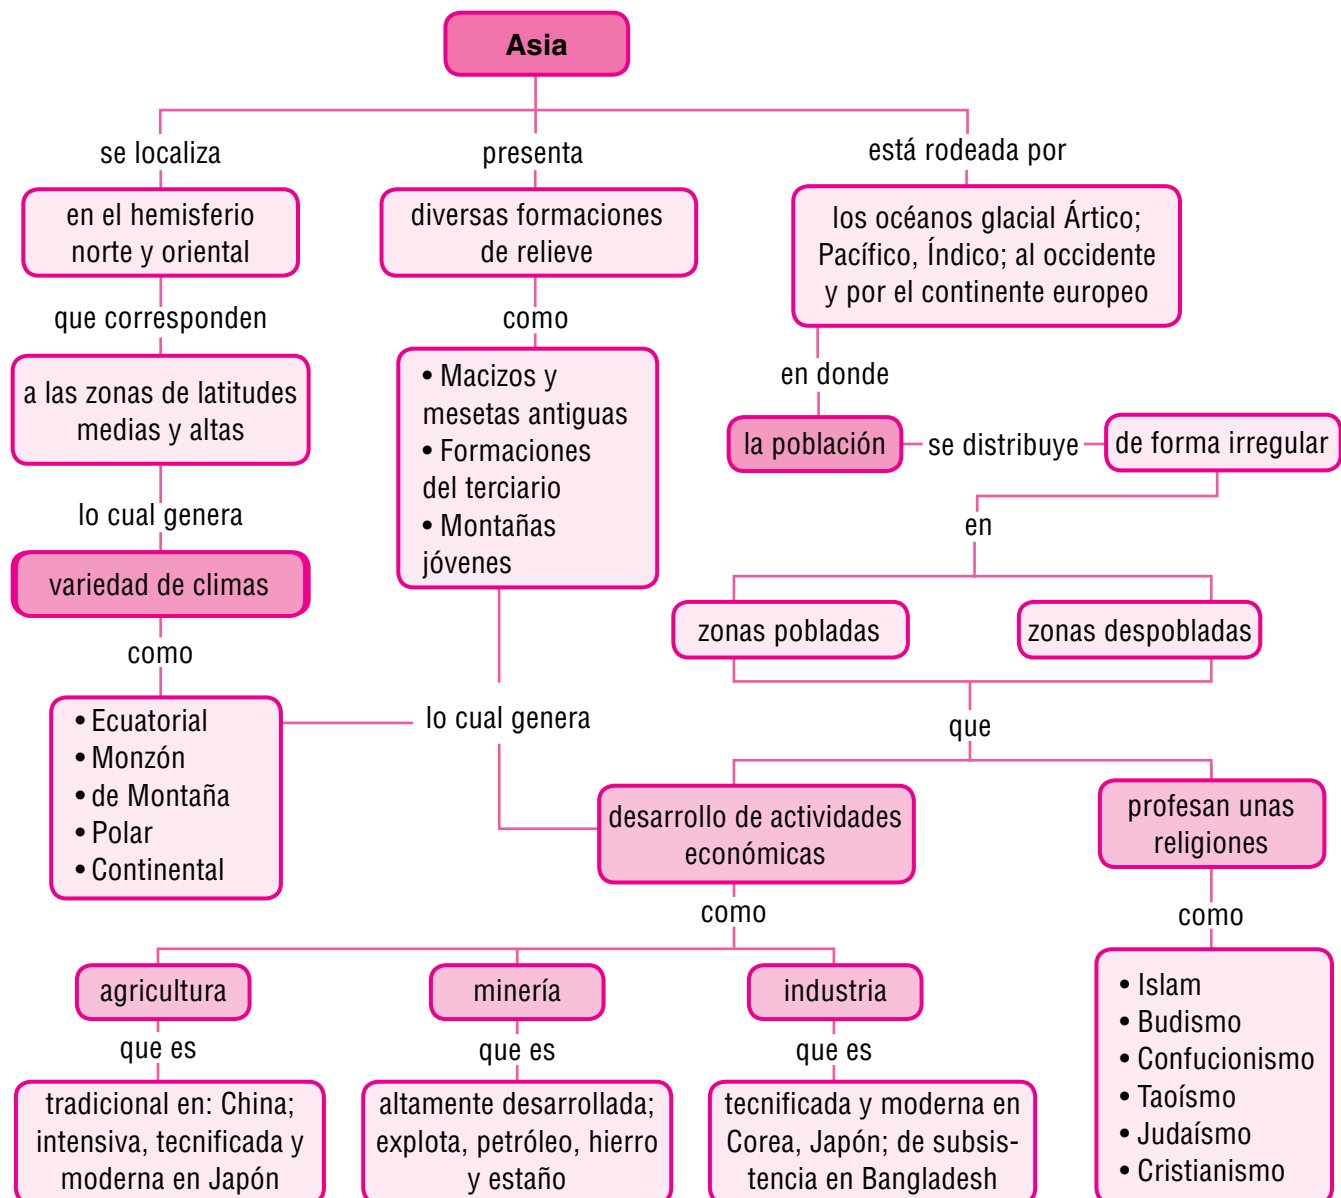 Asia
se localiza
presenta
está rodeada por
en el hemisferio
norte y oriental
diversas formaciones
de relieve
los océanos glacial Ártico;
Pacífico, Índico; al occidente
y por el continente europeo
que corresponden
como
en donde
a las zonas de latitudes
medias y altas
• Macizos y
mesetas antiguas
• Formaciones
del terciario
• Montañas
jóvenes
la población
se distribuye
de forma irregular
lo cual genera
en
variedad de climas
zonas pobladas
zonas despobladas
como
• Ecuatorial
• Monzón
• de Montaña
• Polar
• Continental
lo cual genera
que
desarrollo de actividades
económicas
profesan unas
religiones
como
como
agricultura
minería
industria
• Islam
• Budismo
• Confucionismo
• Taoísmo
• Judaísmo
• Cristianismo
que es
que es
que es
tradicional en: China;
intensiva, tecnificada y
moderna en Japón
altamente desarrollada;
explota, petróleo, hierro
y estaño
tecnificada y moderna en
Corea, Japón; de subsis-
tencia en Bangladesh